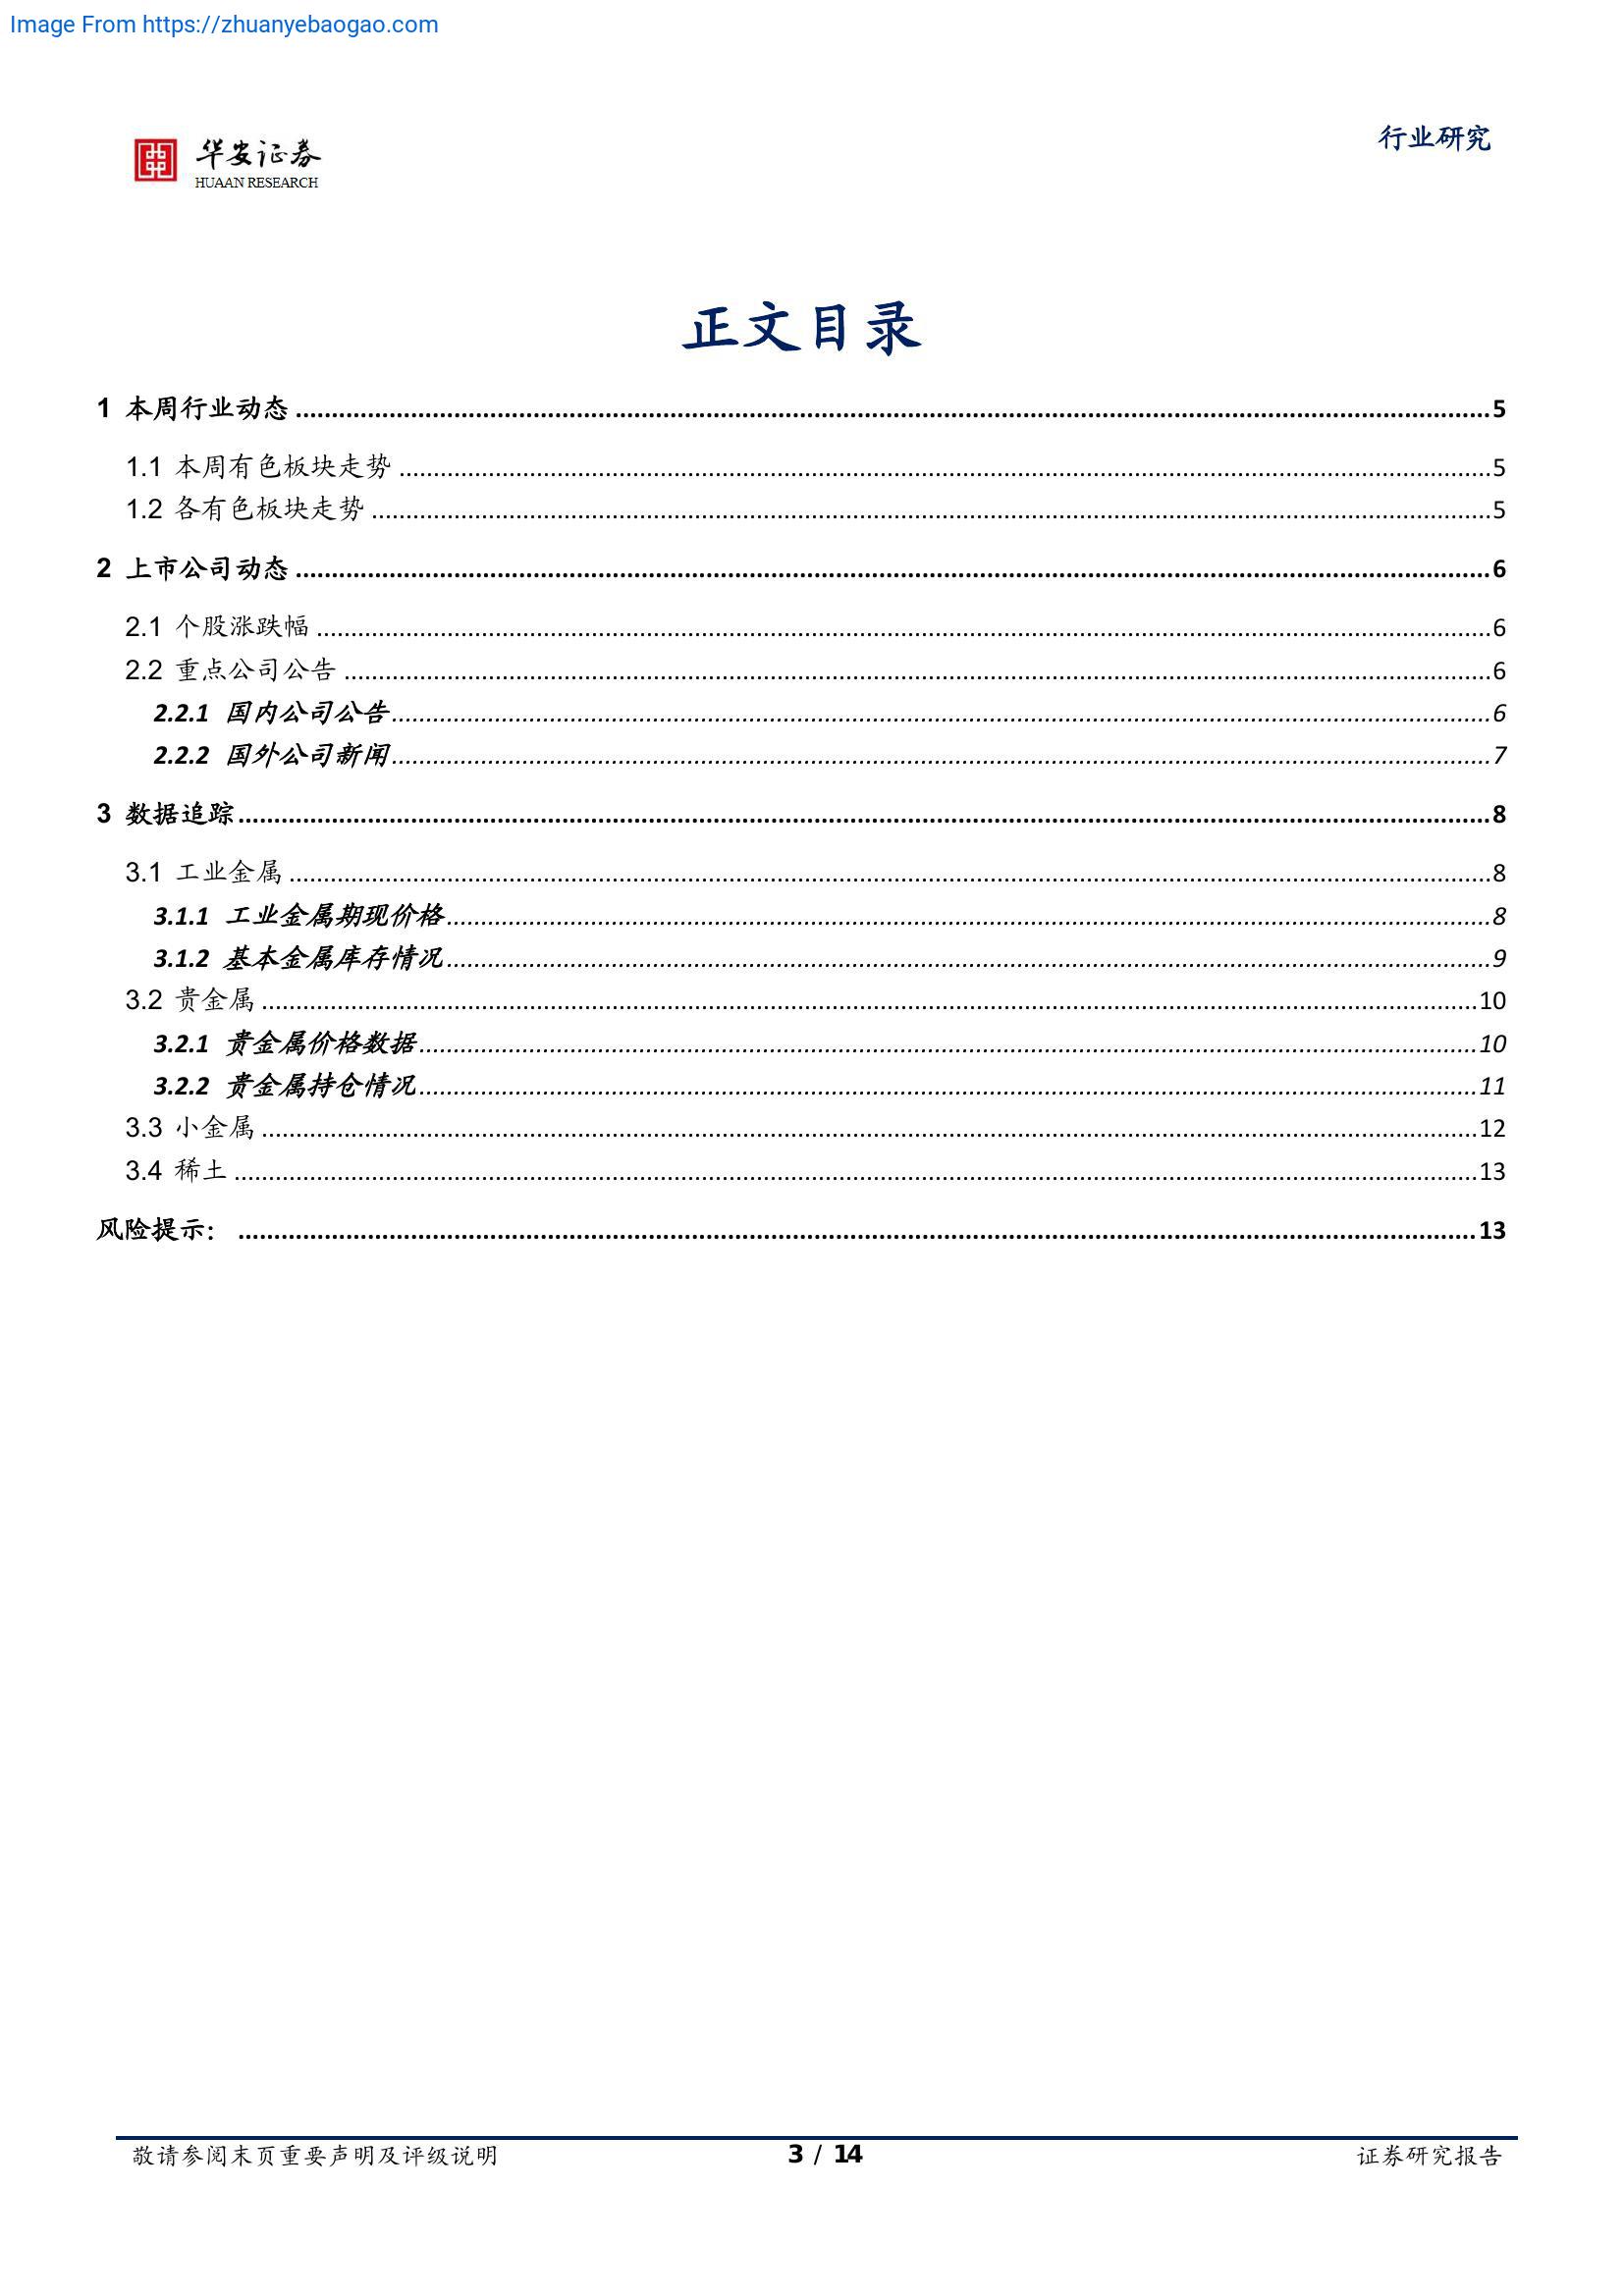 Image From https://zhuanyebaogao.com
华安证券
HUAAN RESEARCH
行业研究
正文目录
1 本周行业动态 ........ 5
1.1 本周有色板块走势 ........ 5
1.2 各有色板块走势 ........ 5
2 上市公司动态 ........ 6
2.1 个股涨跌幅 ........ 6
2.2 重点公司公告 ........ 6
2.2.1 国内公司公告 ........ 6
2.2.2 国外公司新闻 ........ 7
3 数据追踪 ........ 8
3.1 工业金属 ........ 8
3.1.1 工业金属期现价格 ........ 8
3.1.2 基本金属库存情况 ........ 9
3.2 贵金属 ........ 10
3.2.1 贵金属价格数据 ........ 10
3.2.2 贵金属持仓情况 ........ 11
3.3 小金属 ........ 12
3.4 稀土 ........ 13
风险提示： ........ 13
敬请参阅末页重要声明及评级说明
3 / 14
证券研究报告